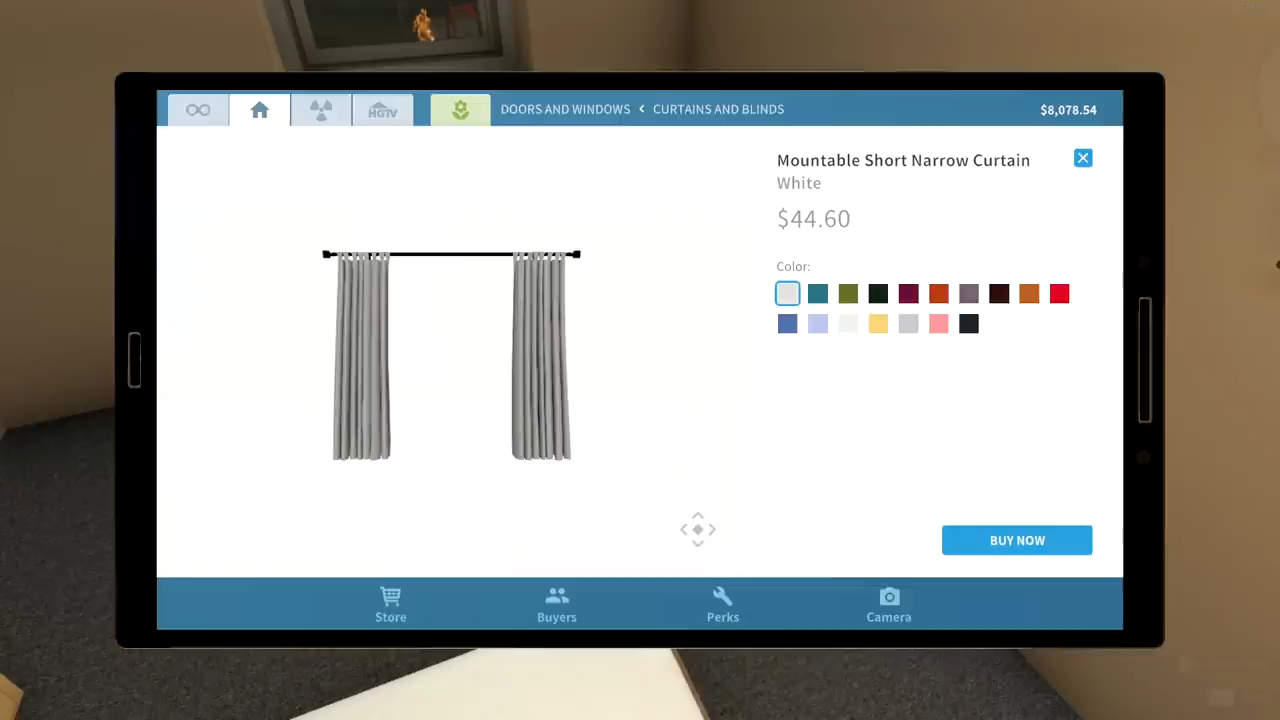 HGTV
DOORS AND WINDOWS < CURTAINS AND BLINDS
$8,078.54
Mountable Short Narrow Curtain
White
$44.60
Color:
BUY NOW
Store
Buyers
Perks
Camera